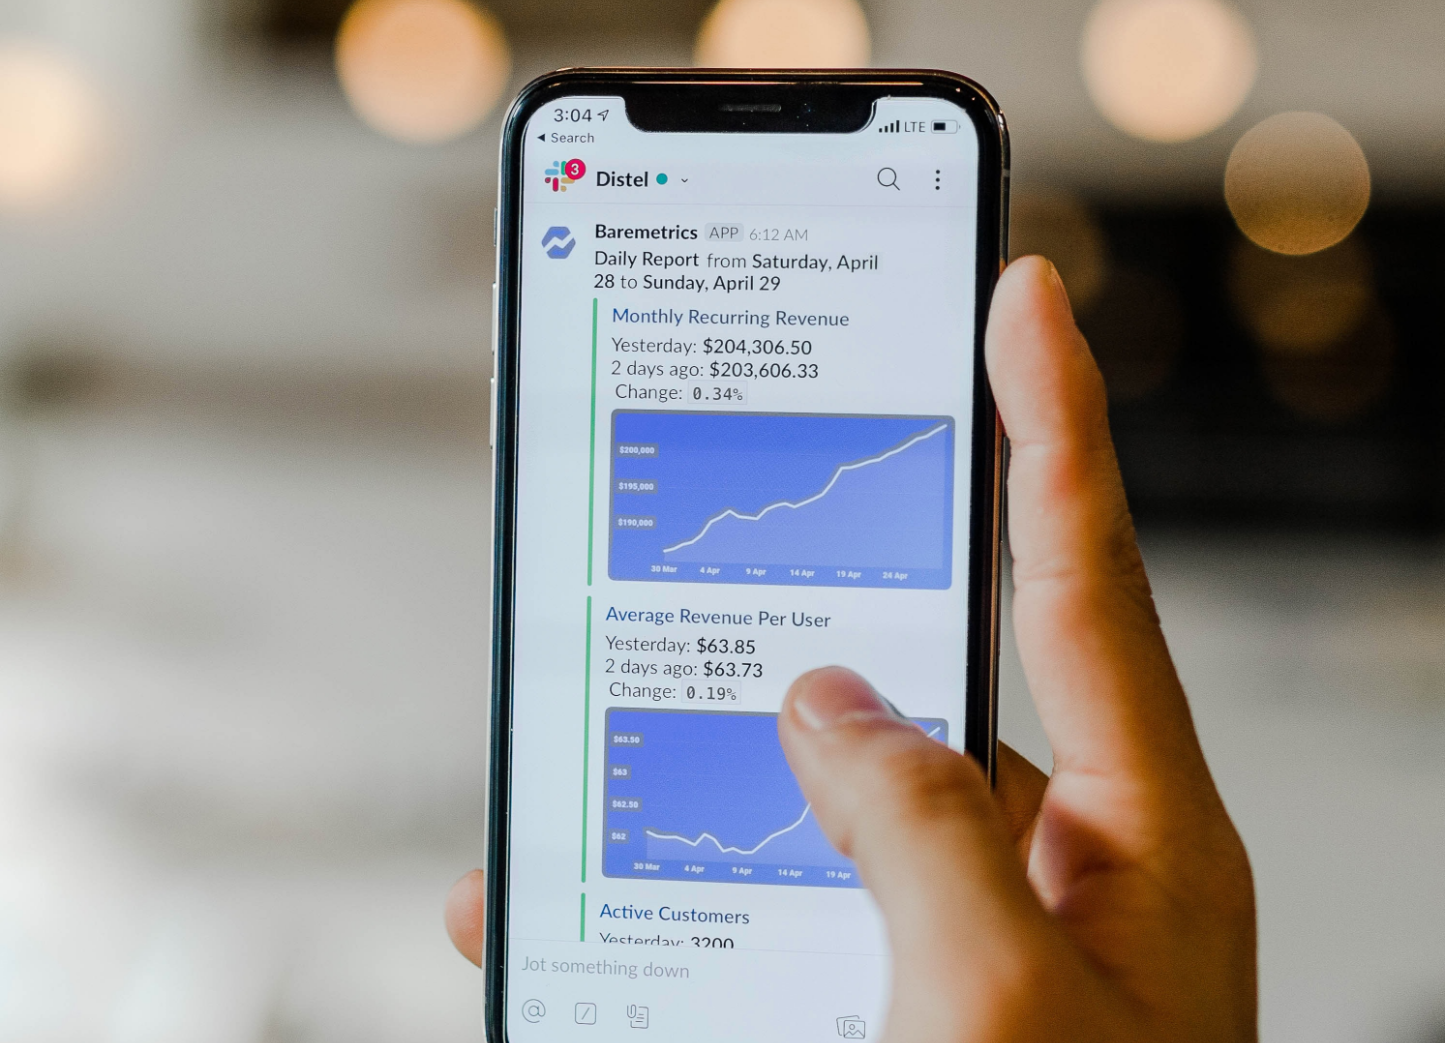 3:04
LTE
◀ Search
3
Distel
Baremetrics APP 6:12 AM
Daily Report from Saturday, April
28 to Sunday, April 29
Monthly Recurring Revenue
Yesterday: $204,306.50
2 days ago: $203,606.33
Change: 0.34%
$200,000
$195,000
$190,000
30 Mar 4 Apr 9 Apr 14 Apr 19 Apr 24 Apr
Average Revenue Per User
Yesterday: $63.85
2 days ago: $63.73
Change: 0.19%
$63.50
$63
$62.50
$62
30 Mar 4 Apr 9 Apr 14 Apr 19 Apr
Active Customers
Yesterday: 3200
Jot something down
@